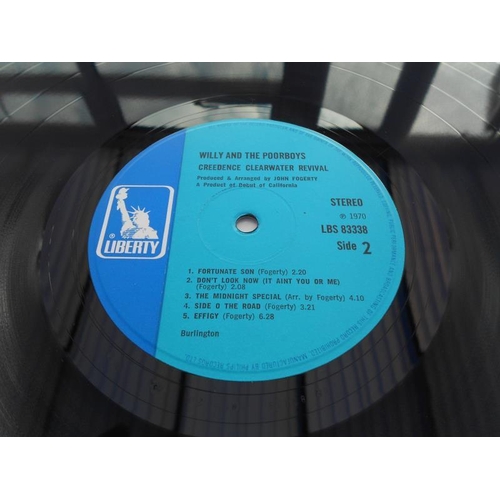 WILLY AND THE POORBOYS
CREEDENCE CLEARWATER REVIVAL
Produced & Arranged by JOHN FOGERTY
A Product of Debut of California
STEREO
℗ 1970
LBS 83338
Side 2
® LIBERTY
1. FORTUNATE SON (Fogerty) 2.20
2. DON'T LOOK NOW (IT AINT YOU OR ME)
(Fogerty) 2.08
3. THE MIDNIGHT SPECIAL (Arr. by Fogerty) 4.10
4. SIDE O THE ROAD (Fogerty) 3.21
5. EFFIGY (Fogerty) 6.28
Burlington